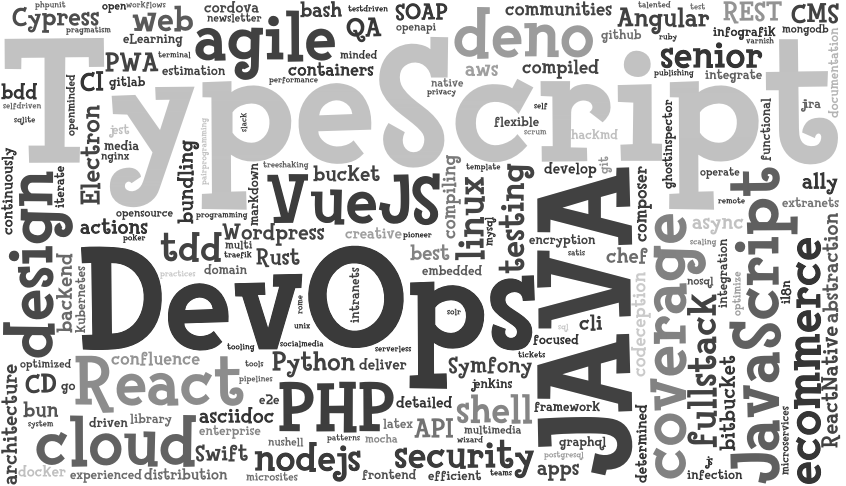 phpunit
open
workflows
cordova
bash
testdriven
SOAP
communities
talented
test
REST
CMS
Cypress
pragmatism
web
newsletter
agile
QA
openapi
deno
Angular
github
ruby
infografik
varnish
mongodb
eLearning
terminal
minded
senior
PWA
estimation
containers
performance
aws
compiled
publishing
integrate
documentation
TypeScript
CI
gitlab
native
privacy
bdd
selfdriven
sqlite
openminded
Electron
jest
media
nginx
bundling
pairprogramming
slack
self
flexible
scrum
hackmd
ghostinspector
functional
jra
continuously
iterate
design
treeshaking
markdown
bucket
VueJS
compiling
template
linux
mysql
testing
develop
git
composer
operate
remote
ally
extranets
opensource
programming
actions
poker
tdd
Wordpress
multi
traefik
creative
pioneer
best
encryption
satis
chef
JAVA
coverage
async
scaling
JavaScript
backend
kubernetes
practices
domain
Rust
intranets
embedded
DevOps
rome
unix
solr
sql
cli
codeception
nosql
integration
optimize
i18n
ecommerce
abstraction
ReactNative
tooling
socialmedia
serverless
focused
tickets
optimized
confluence
tools
Python
deliver
Symfony
jenkins
fullstack
bitbucket
CD
go
React
pipelines
architecture
bun
system
driven
library
asciidoc
enterprise
e2e
PHP
detailed
latex
API
shell
multimedia
wizard
framework
graphql
postgresql
determined
microservices
cloud
Swift
nushell
patterns
mocha
nodejs
security
docker
experienced
distribution
microsites
frontend
efficient
teams
apps
infection